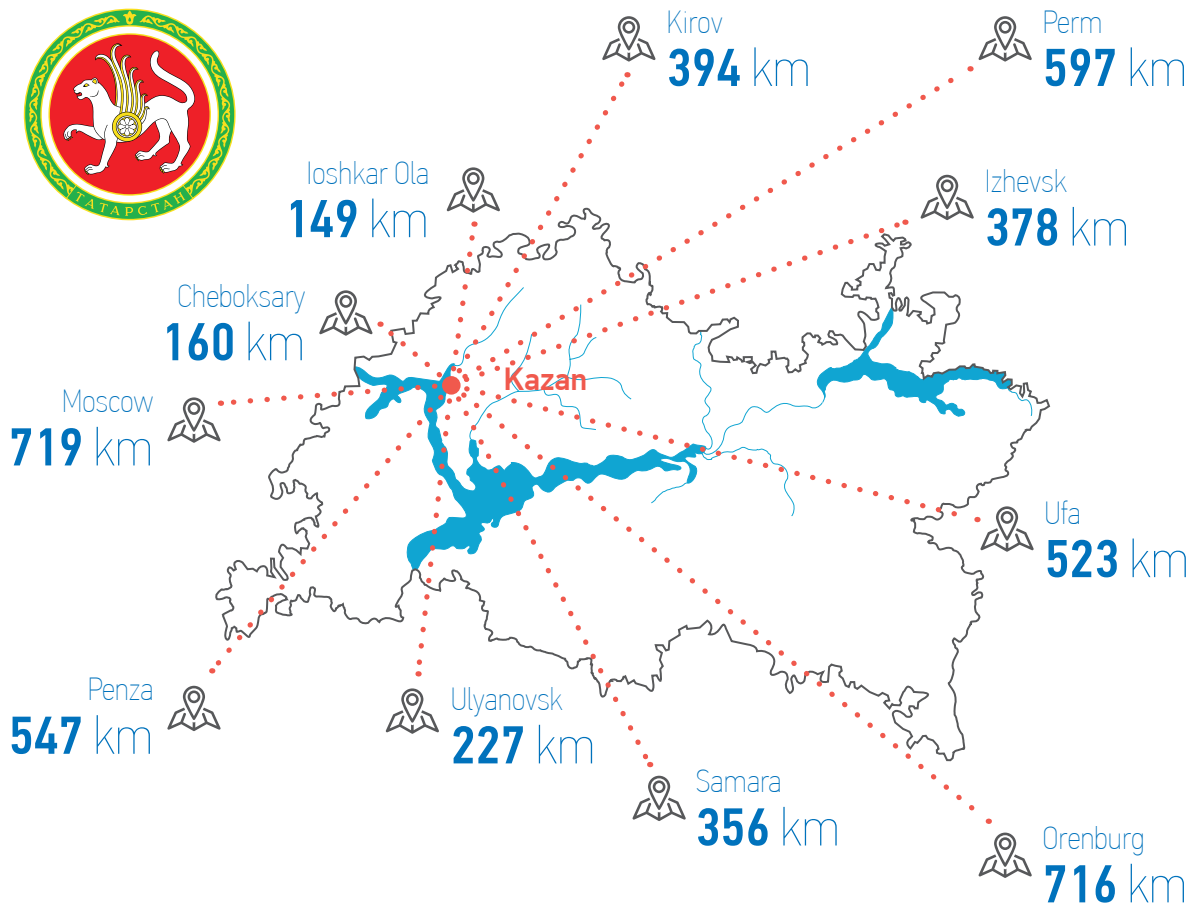 Kirov
394 km
Perm
597 km
Ioshkar Ola
149 km
Izhevsk
378 km
ТАТАРСТАН
Cheboksary
160 km
Kazan
Moscow
719 km
Ufa
523 km
Penza
547 km
Ulyanovsk
227 km
Samara
356 km
Orenburg
716 km